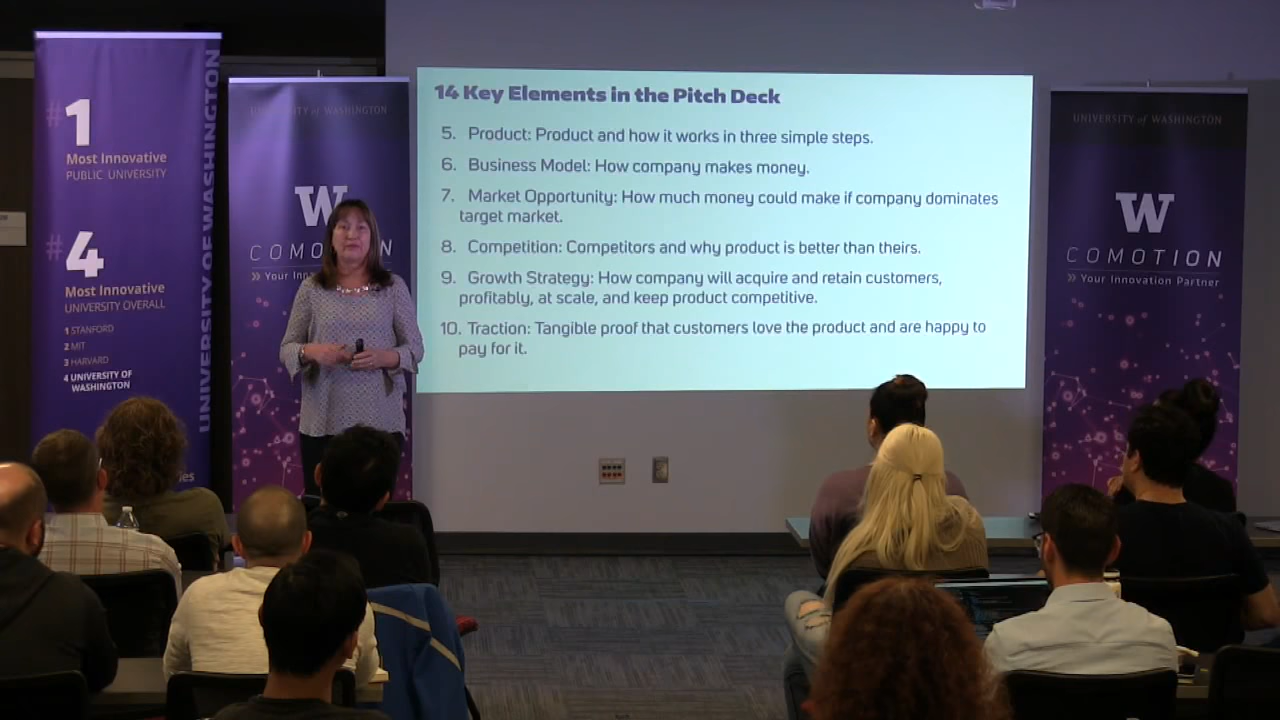 #1
Most Innovative
PUBLIC UNIVERSITY
#4
Most Innovative
UNIVERSITY OVERALL
1 STANFORD
2 MIT
3 HARVARD
4 UNIVERSITY OF
WASHINGTON
UNIVERSITY OF WASHINGTON
UNIVERSITY of WASHINGTON
W
COMO
» Your Inn
14 Key Elements in the Pitch Deck
5. Product: Product and how it works in three simple steps.
6. Business Model: How company makes money.
7. Market Opportunity: How much money could make if company dominates
target market.
8. Competition: Competitors and why product is better than theirs.
9. Growth Strategy: How company will acquire and retain customers,
profitably, at scale, and keep product competitive.
10. Traction: Tangible proof that customers love the product and are happy to
pay for it.
UNIVERSITY of WASHINGTON
W
COMOTION
» Your Innovation Partner